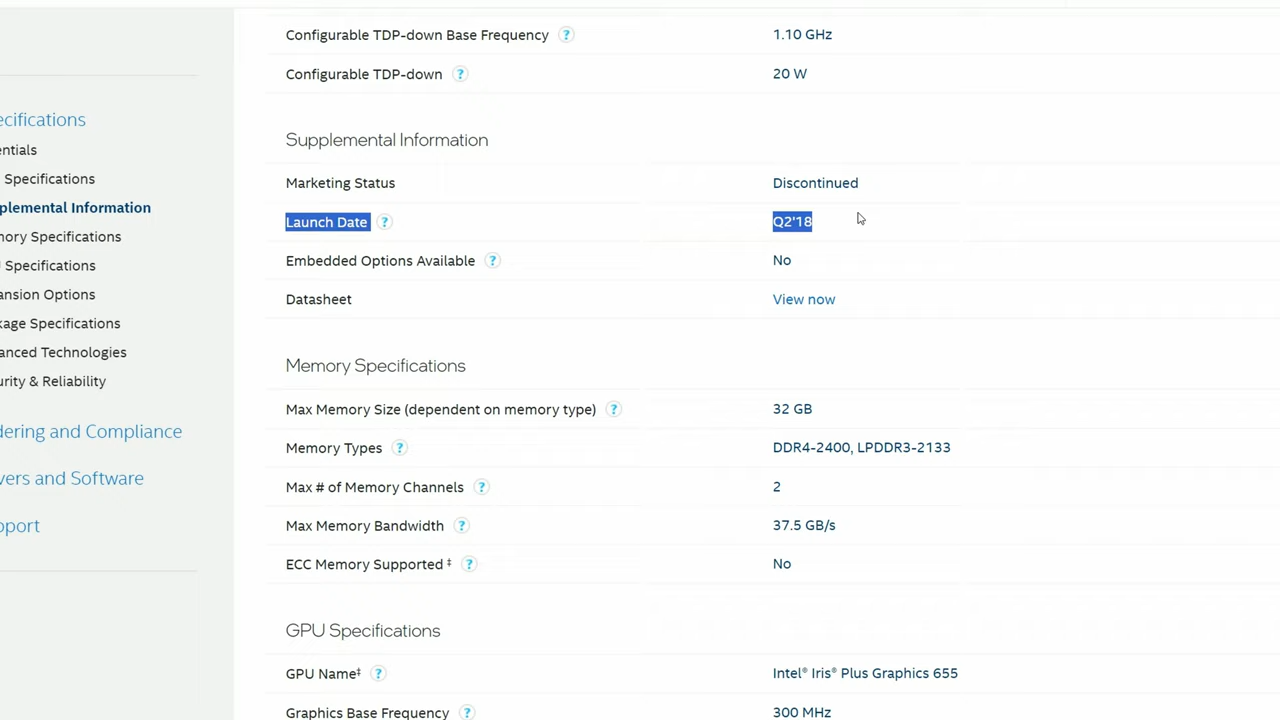 Configurable TDP-down Base Frequency ? 1.10 GHz
Configurable TDP-down ? 20 W
Supplemental Information
Marketing Status Discontinued
Launch Date ? Q2'18
Embedded Options Available ? No
Datasheet View now
Memory Specifications
Max Memory Size (dependent on memory type) ? 32 GB
Memory Types ? DDR4-2400, LPDDR3-2133
Max # of Memory Channels ? 2
Max Memory Bandwidth ? 37.5 GB/s
ECC Memory Supported ‡ ? No
GPU Specifications
GPU Name‡ ? Intel® Iris® Plus Graphics 655
Graphics Base Frequency ? 300 MHz
ecifications
entials
Specifications
plemental Information
mory Specifications
Specifications
ansion Options
kage Specifications
anced Technologies
urity & Reliability
dering and Compliance
vers and Software
pport